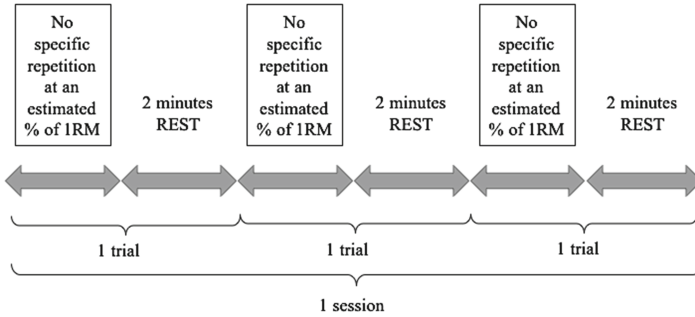 No
specific
repetition
at an
estimated
% of 1RM
2 minutes
REST
No
specific
repetition
at an
estimated
% of 1RM
2 minutes
REST
No
specific
repetition
at an
estimated
% of 1RM
2 minutes
REST
1 trial
1 trial
1 trial
1 session